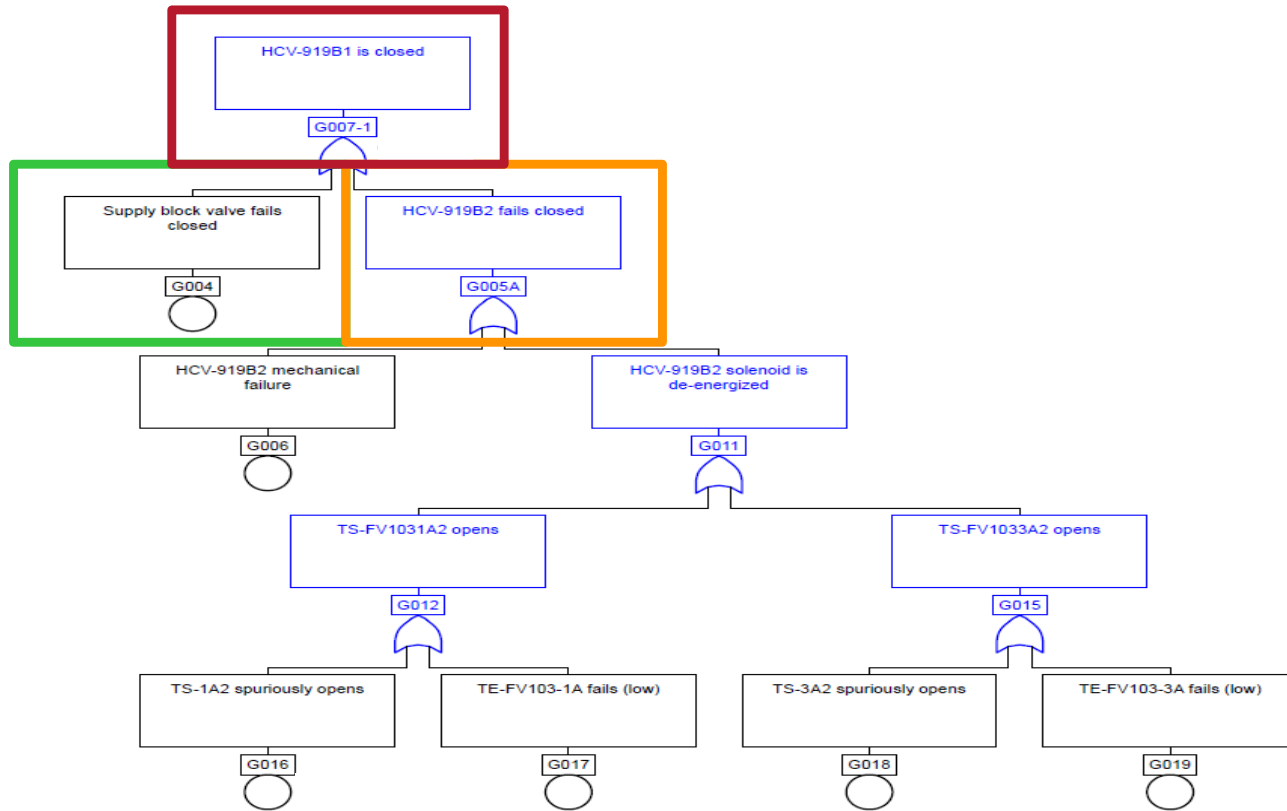 HCV-919B1 is closed
G007-1
Supply block valve fails
closed
HCV-919B2 fails closed
G004
G005A
HCV-919B2 mechanical
failure
HCV-919B2 solenoid is
de-energized
G006
G011
TS-FV1031A2 opens
TS-FV1033A2 opens
G012
G015
TS-1A2 spuriously opens
TE-FV103-1A fails (low)
TS-3A2 spuriously opens
TE-FV103-3A fails (low)
G016
G017
G018
G019